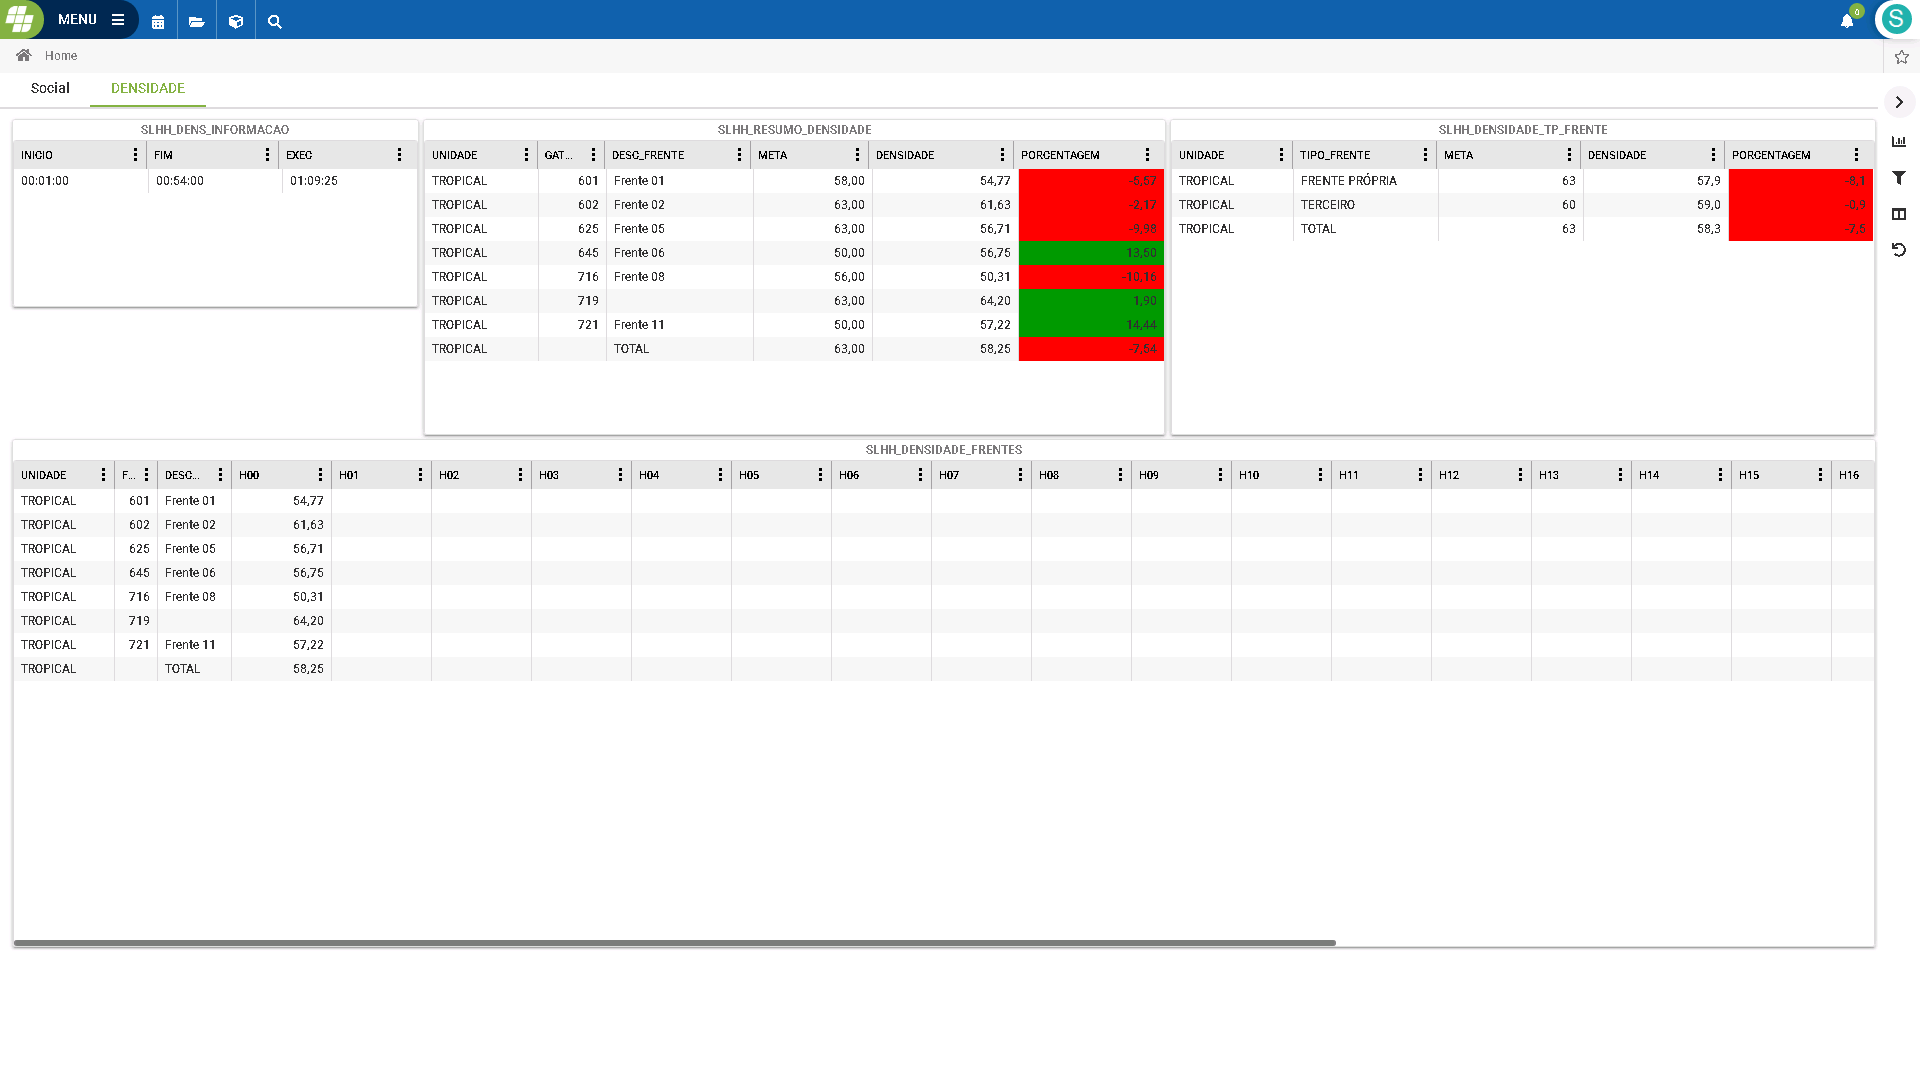 MENU
0
S
Home
Social DENSIDADE
SLHH_DENS_INFORMACAO
INICIO FIM EXEC
00:01:00 00:54:00 01:09:25
SLHH_RESUMO_DENSIDADE
UNIDADE GAT... DESC_FRENTE META DENSIDADE PORCENTAGEM
TROPICAL 601 Frente 01 58,00 54,77 -5,57
TROPICAL 602 Frente 02 63,00 61,63 -2,17
TROPICAL 625 Frente 05 63,00 56,71 -9,98
TROPICAL 645 Frente 06 50,00 56,75 13,50
TROPICAL 716 Frente 08 56,00 50,31 -10,16
TROPICAL 719 63,00 64,20 1,90
TROPICAL 721 Frente 11 50,00 57,22 14,44
TROPICAL TOTAL 63,00 58,25 -7,54
SLHH_DENSIDADE_TP_FRENTE
UNIDADE TIPO_FRENTE META DENSIDADE PORCENTAGEM
TROPICAL FRENTE PRÓPRIA 63 57,9 -8,1
TROPICAL TERCEIRO 60 59,0 -0,9
TROPICAL TOTAL 63 58,3 -7,5
SLHH_DENSIDADE_FRENTES
UNIDADE F... DESC... H00 H01 H02 H03 H04 H05 H06 H07 H08 H09 H10 H11 H12 H13 H14 H15 H16
TROPICAL 601 Frente 01 54,77
TROPICAL 602 Frente 02 61,63
TROPICAL 625 Frente 05 56,71
TROPICAL 645 Frente 06 56,75
TROPICAL 716 Frente 08 50,31
TROPICAL 719 64,20
TROPICAL 721 Frente 11 57,22
TROPICAL TOTAL 58,25